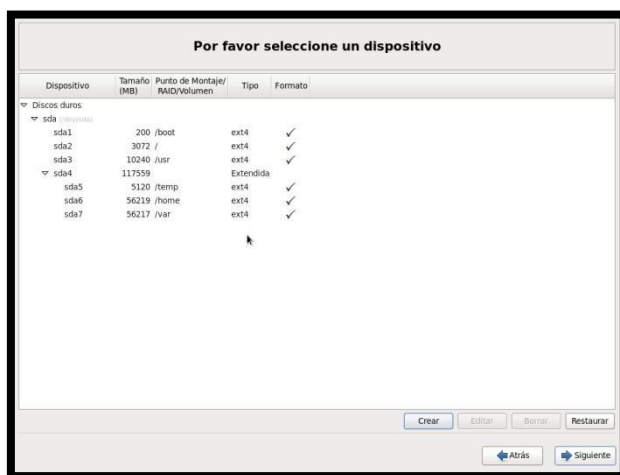 Por favor seleccione un dispositivo
Dispositivo Tamaño (MB) Punto de Montaje/ RAID/Volumen Tipo Formato
Discos duros
sda (/dev/sda)
sda1 200 /boot ext4 ✓
sda2 3072 / ext4 ✓
sda3 10240 /usr ext4 ✓
sda4 117559 Extendida
sda5 5120 /temp ext4 ✓
sda6 56219 /home ext4 ✓
sda7 56217 /var ext4 ✓
Crear Editar Borrar Restaurar
Atrás Siguiente